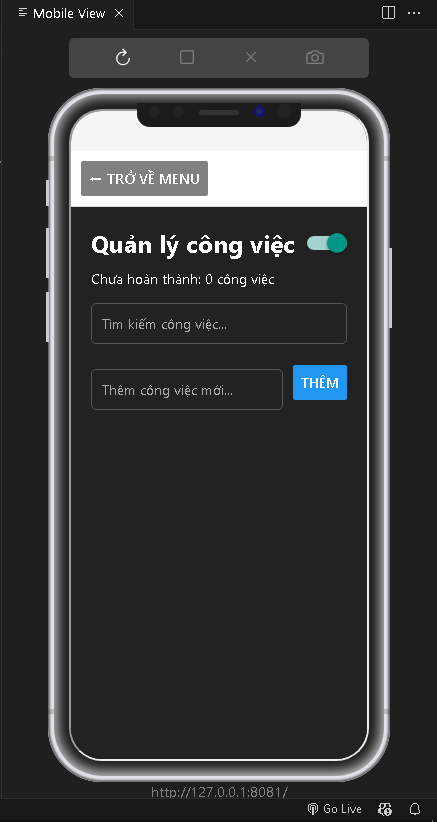 Mobile View
← TRỞ VỀ MENU
Quản lý công việc
Chưa hoàn thành: 0 công việc
Tìm kiếm công việc...
Thêm công việc mới...
THÊM
http://127.0.0.1:8081/
Go Live